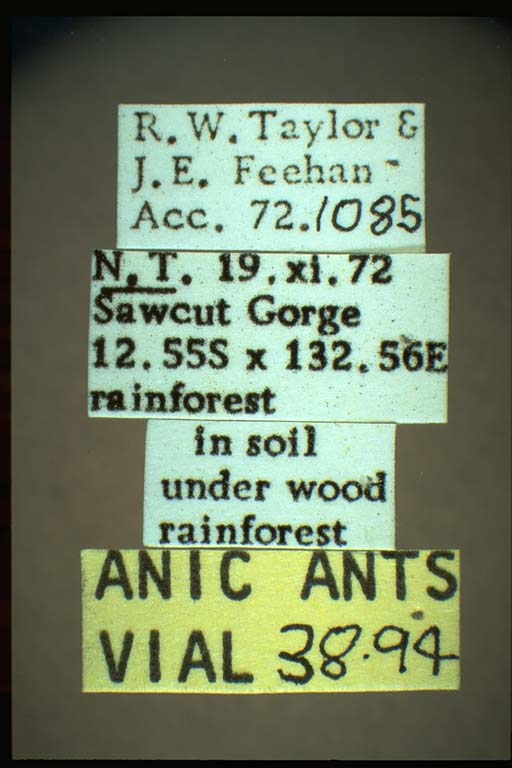 R. W. Taylor &
J. E. Feehan
Acc. 72.1085
N.T. 19.xi.72
Sawcut Gorge
12.55S x 132.56E
rainforest
in soil
under wood
rainforest
ANIC ANTS
VIAL 38.94